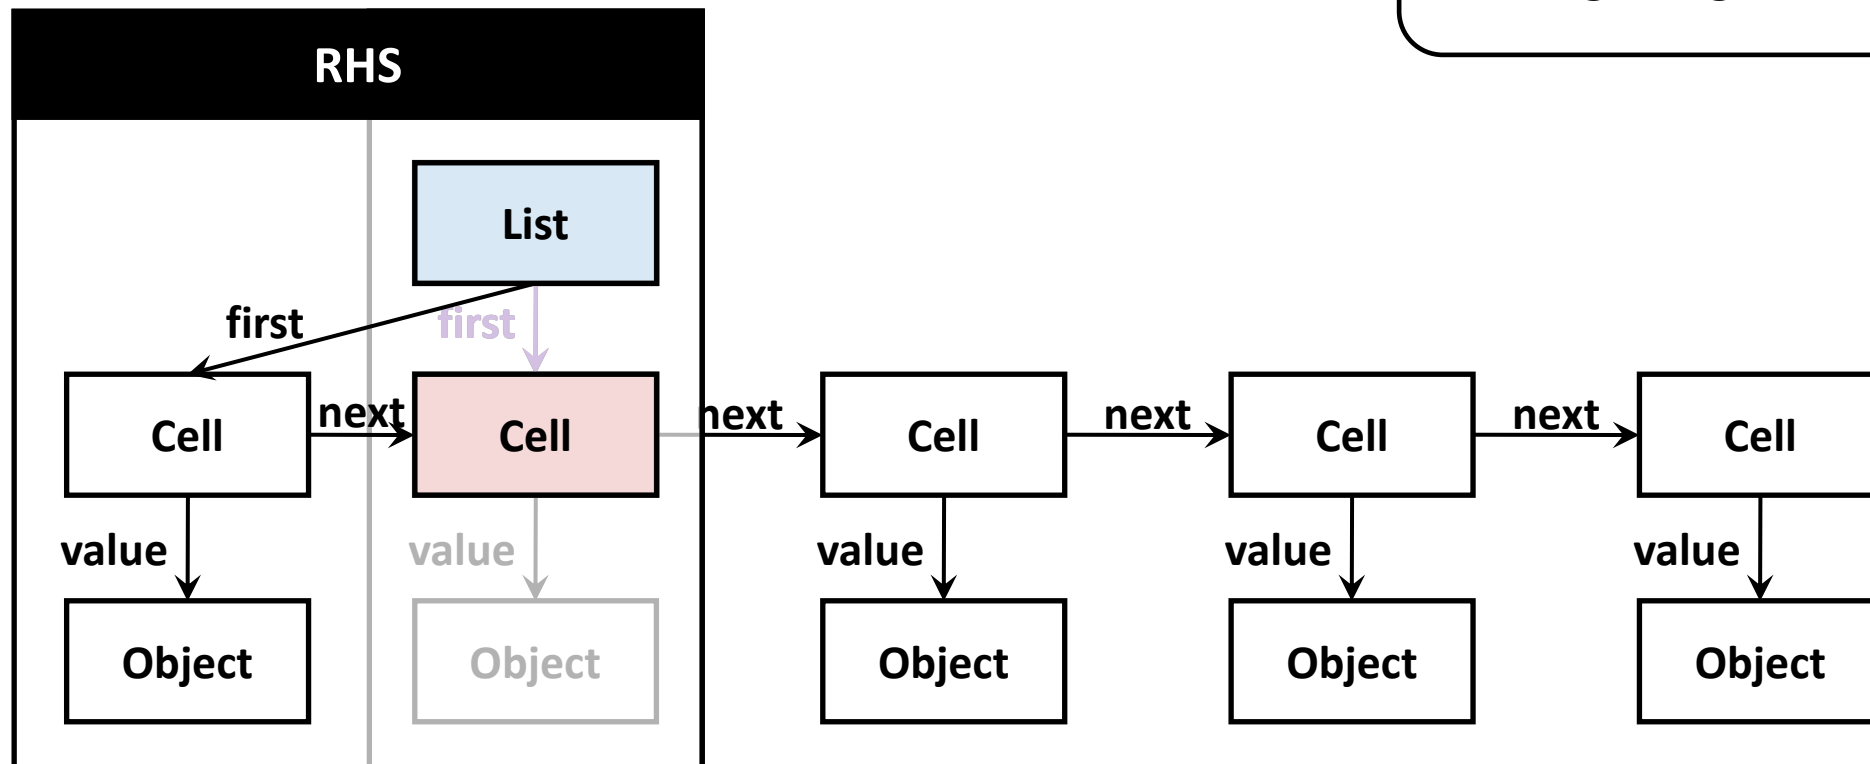 RHS
List
first
first
Cell
next
Cell
next
Cell
next
Cell
next
Cell
value
value
value
value
value
Object
Object
Object
Object
Object